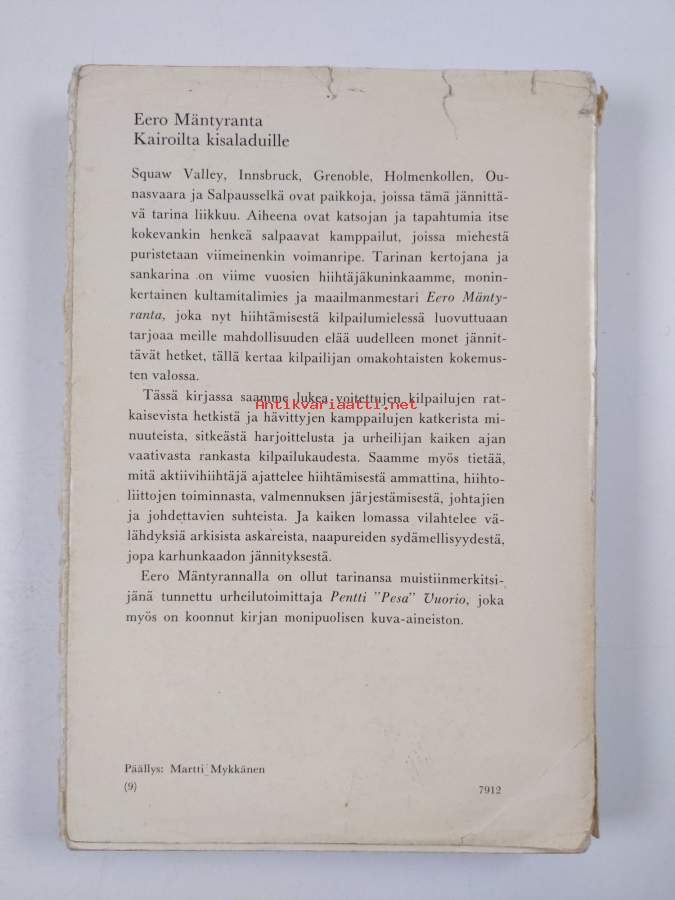 Eero Mäntyranta
Kairoilta kisaladuille
Squaw Valley, Innsbruck, Grenoble, Holmenkollen, Ou-
nasvaara ja Salpausselkä ovat paikkoja, joissa tämä jännittä-
vä tarina liikkuu. Aiheena ovat katsojan ja tapahtumia itse
kokevankin henkeä salpaavat kamppailut, joissa miehestä
puristetaan viimeinenkin voimanripe. Tarinan kertojana ja
sankarina on viime vuosien hiihtäjäkuninkaamme, monin-
kertainen kultamitalimies ja maailmanmestari Eero Mänty-
ranta, joka nyt hiihtämisestä kilpailumielessä luovuttuaan
tarjoaa meille mahdollisuuden elää uudelleen monet jännit-
tävät hetket, tällä kertaa kilpailijan omakohtaisten kokemus-
ten valossa.
Tässä kirjassa saamme lukea voitettujen kilpailujen rat-
Antikvariaatti.net
kaisevista hetkistä ja hävittyjen kamppailujen katkerista mi-
nuuteista, sitkeästä harjoittelusta ja urheilijan kaiken ajan
vaativasta rankasta kilpailukaudesta. Saamme myös tietää,
mitä aktiivihiihtäjä ajattelee hiihtämisestä ammattina, hiihto-
liittojen toiminnasta, valmennuksen järjestämisestä, johtajien
ja johdettavien suhteista. Ja kaiken lomassa vilahtelee vä-
lähdyksiä arkisista askareista, naapureiden sydämellisyydestä,
jopa karhunkaadon jännityksestä.
Eero Mäntyrannalla on ollut tarinansa muistiinmerkitsi-
jänä tunnettu urheilutoimittaja Pentti "Pesa" Vuorio, joka
myös on koonnut kirjan monipuolisen kuva-aineiston.
Päällys: Martti Mykkänen
(9)
7912